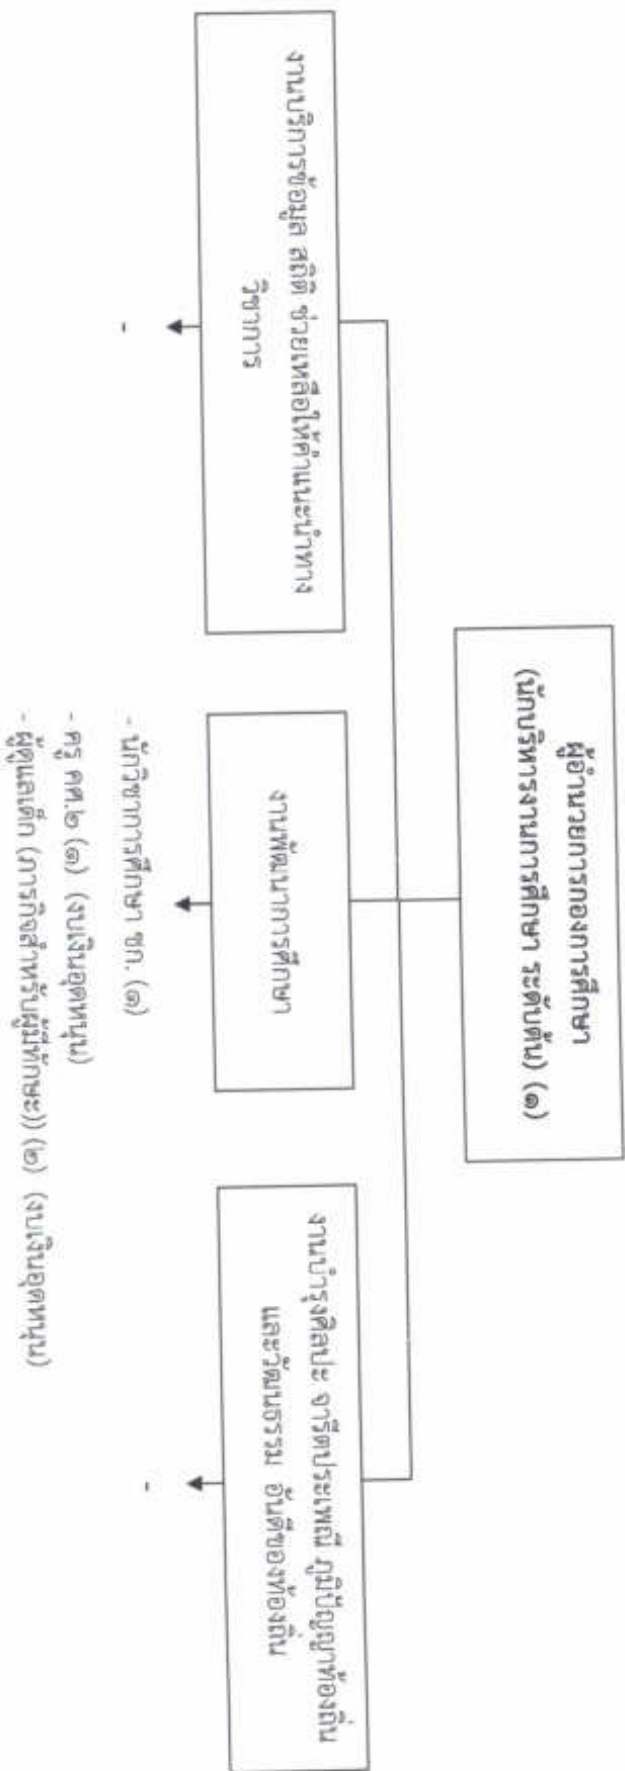 ผู้อำนวยการกองการศึกษา
(นักบริหารงานการศึกษา ระดับต้น) (๑)
งานบริการข้อมูล สถิติ ช่วยเหลือให้คำแนะนำทาง
วิชาการ
-
งานพัฒนาการศึกษา
- นักวิชาการศึกษา ชก. (๑)
- ครู คศ.๒ (๑) (งบเงินอุดหนุน)
- ผู้ดูแลเด็ก (ภารกิจสำหรับผู้มีทักษะ)) (๒) (งบเงินอุดหนุน)
งานบำรุงศิลปะ จารีตประเพณี ภูมิปัญญาท้องถิ่น
และวัฒนธรรม อันดีของท้องถิ่น
-